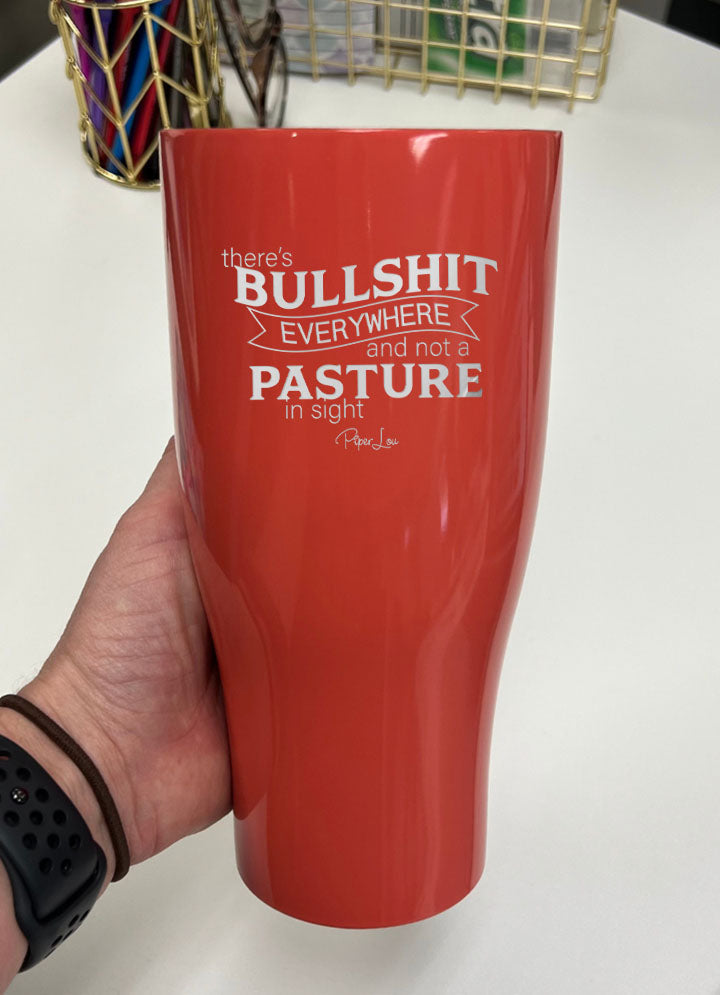 there's
BULLSHIT
EVERYWHERE
and not a
PASTURE
in sight
Piper Lou